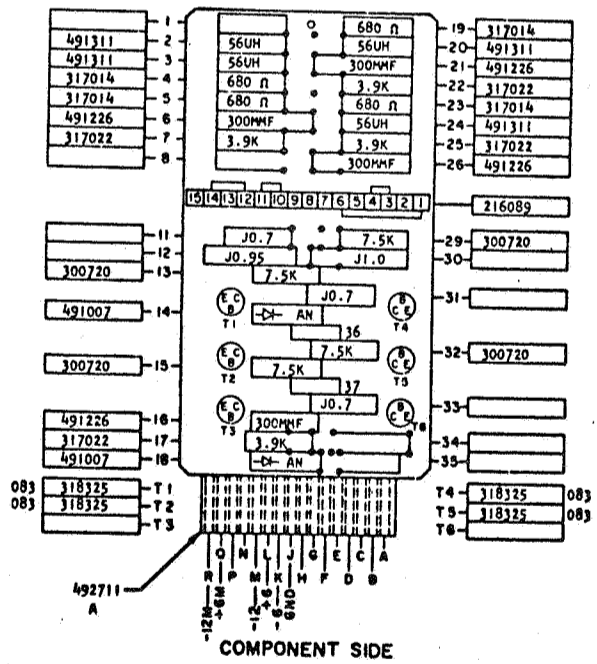 1
680 Ω
19 317014
491311 2
56UH
56UH
20 491311
491311 3
56UH
300MMF
21 491226
317014 4
680 Ω
3.9K
22 317022
317014 5
680 Ω
680 Ω
23 317014
491226 6
300MMF
56UH
24 491311
317022 7
3.9K
3.9K
25 317022
8
300MMF
26 491226
15 14 13 12 11 10 9 8 7 6 5 4 3 2 1
216089
11
J0.7
7.5K
29 300720
12
J0.95
J1.0
30
300720 13
7.5K
J0.7
31
E C B
T1
B C E
T4
491007 14
AN
36
7.5K
32 300720
E C B
T2
B C E
T5
300720 15
7.5K
37
J0.7
33
E C B
T3
B C E
T6
491226 16
300MMF
317022 17
3.9K
34
491007 18
AN
35
083 318325 T1
T4 318325 083
083 318325 T2
T5 318325 083
T3
T6
R Q P N M L K J H G F E D C B A
-12M +6M -12 +6 -6 GND
492711
A
COMPONENT SIDE